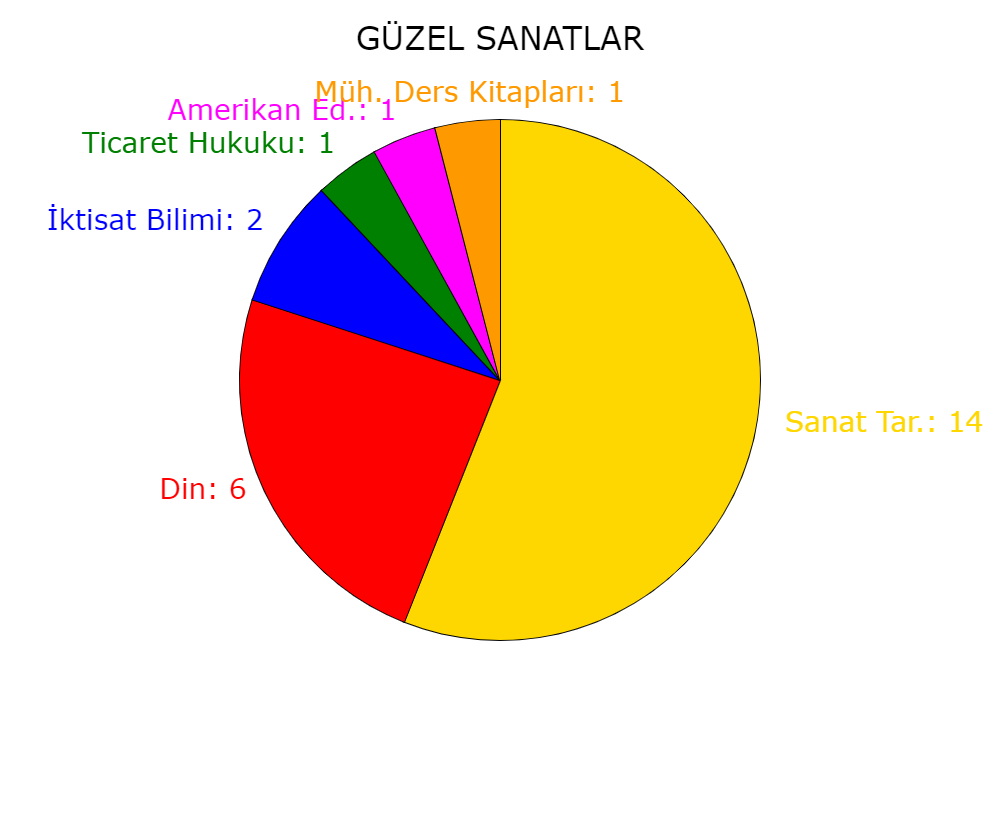 GÜZEL SANATLAR
Müh. Ders Kitapları: 1
Amerikan Ed.: 1
Ticaret Hukuku: 1
İktisat Bilimi: 2
Sanat Tar.: 14
Din: 6